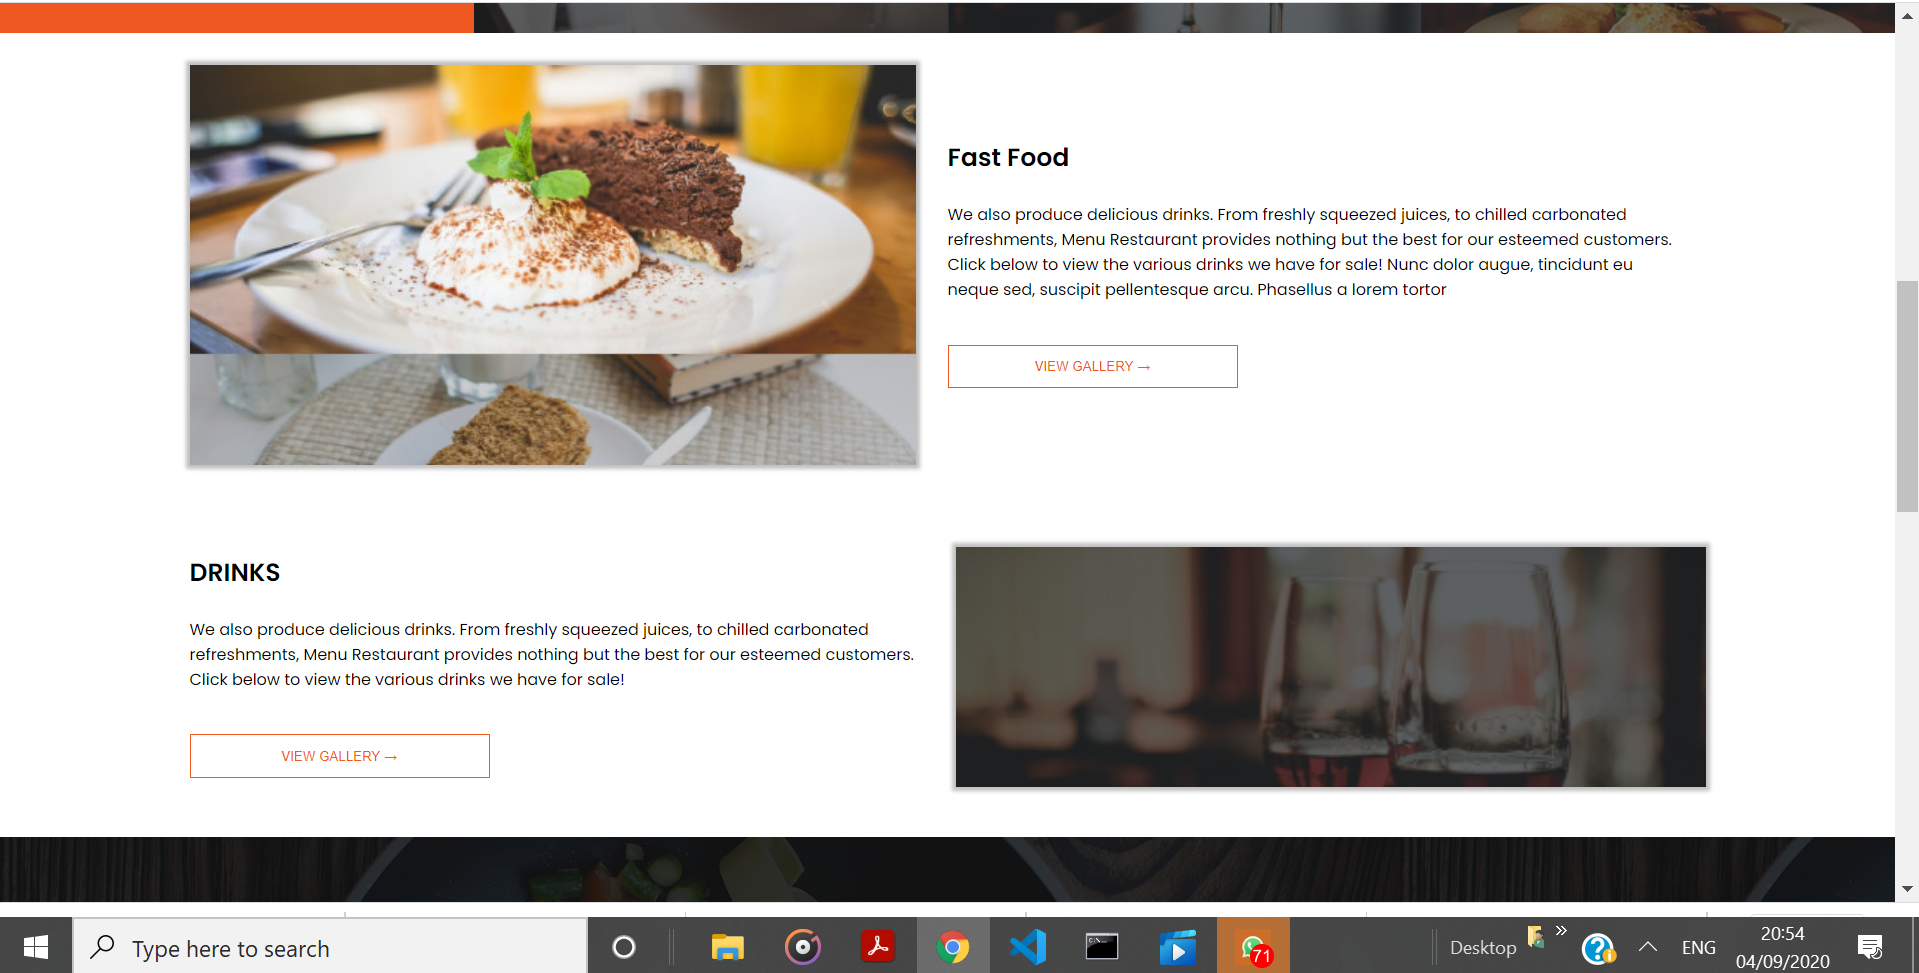 Fast Food
We also produce delicious drinks. From freshly squeezed juices, to chilled carbonated
refreshments, Menu Restaurant provides nothing but the best for our esteemed customers.
Click below to view the various drinks we have for sale! Nunc dolor augue, tincidunt eu
neque sed, suscipit pellentesque arcu. Phasellus a lorem tortor
VIEW GALLERY →
DRINKS
We also produce delicious drinks. From freshly squeezed juices, to chilled carbonated
refreshments, Menu Restaurant provides nothing but the best for our esteemed customers.
Click below to view the various drinks we have for sale!
VIEW GALLERY →
Type here to search
71
Desktop
»
ENG
20:54
04/09/2020